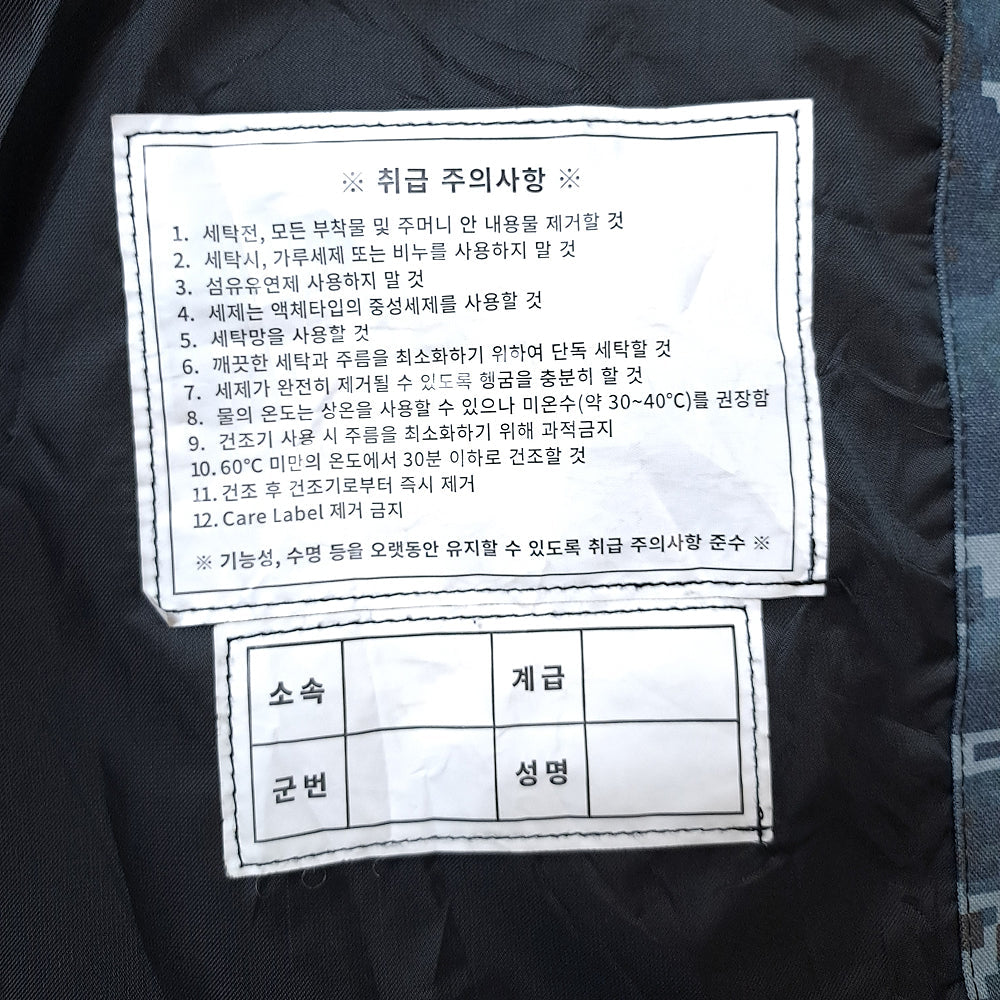 ※ 취급 주의사항 ※
1. 세탁전, 모든 부착물 및 주머니 안 내용물 제거할 것
2. 세탁시, 가루세제 또는 비누를 사용하지 말 것
3. 섬유유연제 사용하지 말 것
4. 세제는 액체타입의 중성세제를 사용할 것
5. 세탁망을 사용할 것
6. 깨끗한 세탁과 주름을 최소화하기 위하여 단독 세탁할 것
7. 세제가 완전히 제거될 수 있도록 헹굼을 충분히 할 것
8. 물의 온도는 상온을 사용할 수 있으나 미온수(약 30~40℃)를 권장함
9. 건조기 사용 시 주름을 최소화하기 위해 과적금지
10. 60℃ 미만의 온도에서 30분 이하로 건조할 것
11. 건조 후 건조기로부터 즉시 제거
12. Care Label 제거 금지
※ 기능성, 수명 등을 오랫동안 유지할 수 있도록 취급 주의사항 준수 ※
소속 계급
군번 성명